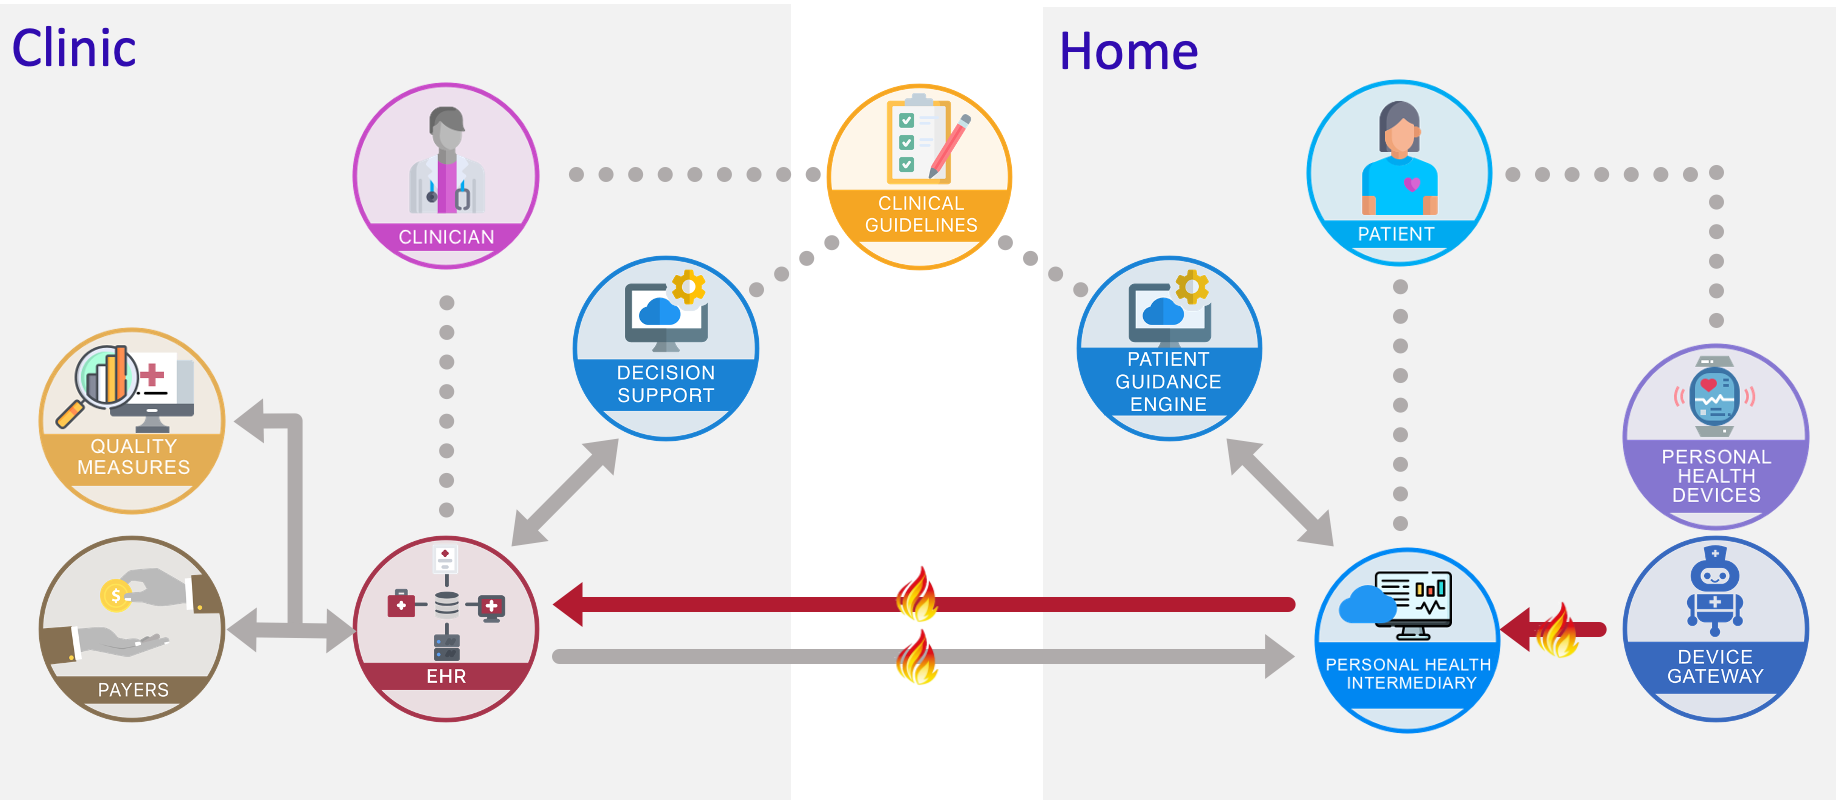 Clinic
Home
CLINICIAN
CLINICAL
GUIDELINES
PATIENT
DECISION
SUPPORT
PATIENT
GUIDANCE
ENGINE
QUALITY
MEASURES
PERSONAL
HEALTH
DEVICES
PAYERS
$
EHR
PERSONAL HEALTH
INTERMEDIARY
DEVICE
GATEWAY